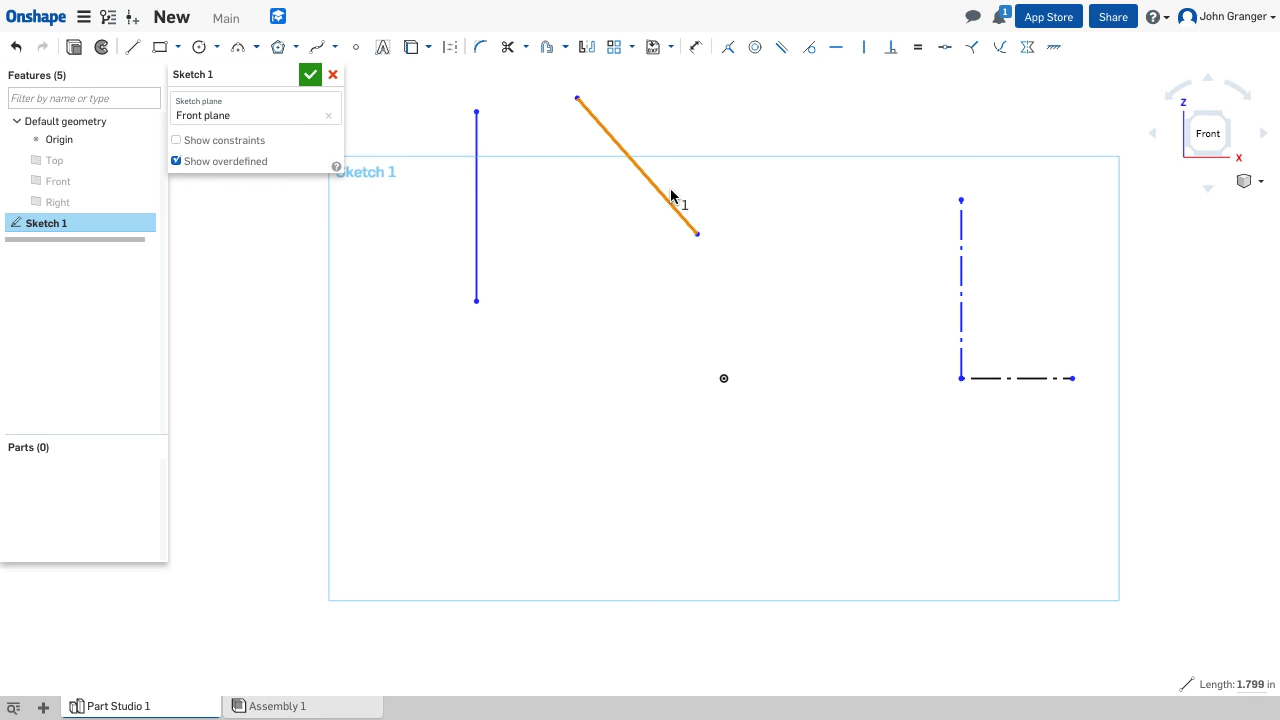 Onshape New Main 1 App Store Share John Granger
Features (5)
Filter by name or type
Default geometry
Origin
Top
Front
Right
Sketch 1
Sketch 1
Sketch plane
Front plane
Show constraints
Show overdefined
Sketch 1
1
Z
Front
X
Parts (0)
Length: 1.799 in
Part Studio 1 Assembly 1